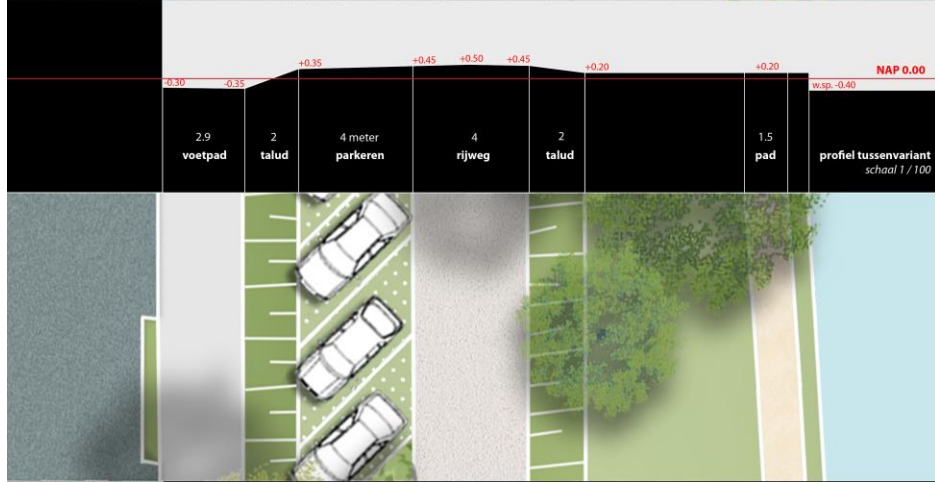 +0.35
+0.45
+0.50
+0.45
+0.20
+0.20
NAP 0.00
-0.30
-0.35
w.sp. -0.40
2.9
voetpad
2
talud
4 meter
parkeren
4
rijweg
2
talud
1.5
pad
profiel tussenvariant
schaal 1 / 100